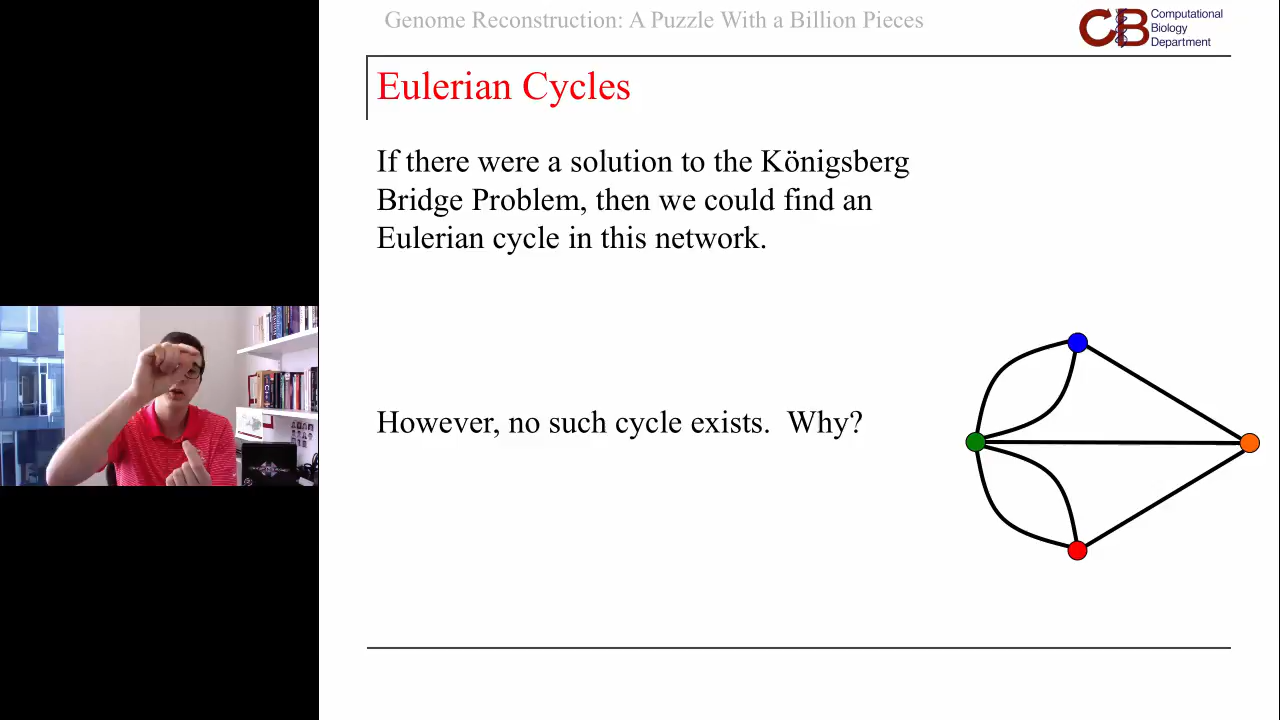 Genome Reconstruction: A Puzzle With a Billion Pieces
CB
Computational
Biology
Department
Eulerian Cycles
If there were a solution to the Königsberg
Bridge Problem, then we could find an
Eulerian cycle in this network.
However, no such cycle exists. Why?